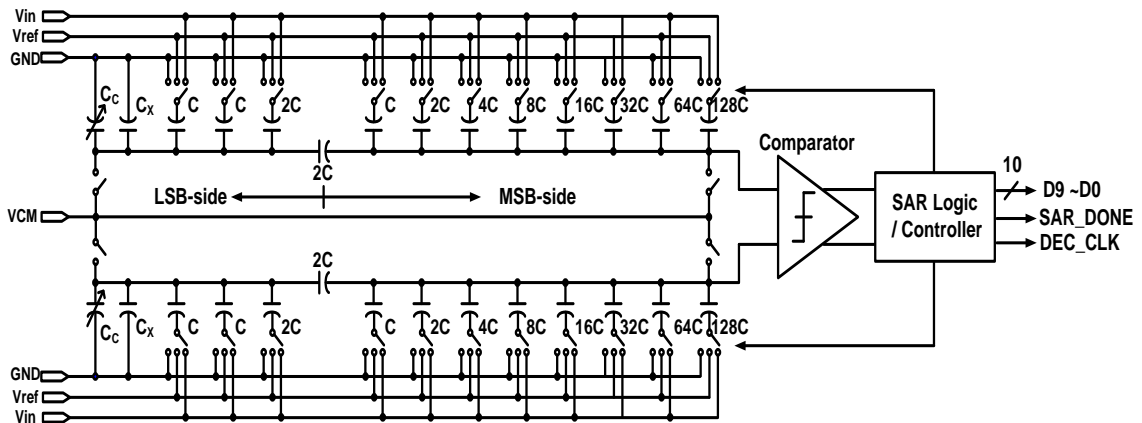 Vin
Vref
GND
C_C C_X C C 2C C 2C 4C 8C 16C 32C 64C 128C
Comparator
2C
LSB-side MSB-side
10
D9 ~D0
SAR Logic
/ Controller
SAR_DONE
DEC_CLK
VCM
2C
C_C C_X C C 2C C 2C 4C 8C 16C 32C 64C 128C
GND
Vref
Vin